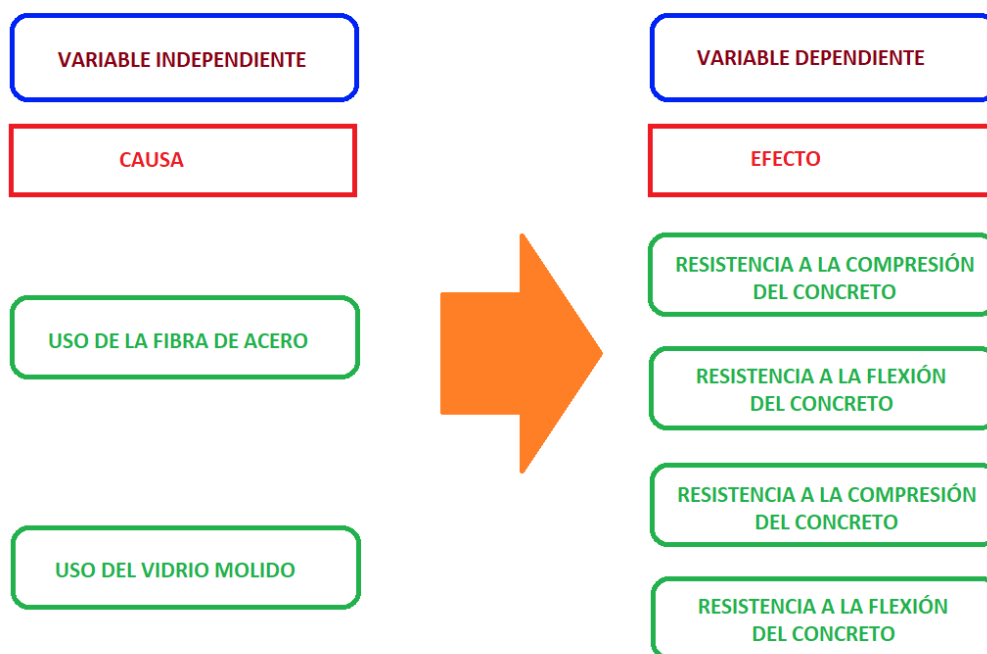 VARIABLE INDEPENDIENTE
CAUSA
USO DE LA FIBRA DE ACERO
USO DEL VIDRIO MOLIDO
VARIABLE DEPENDIENTE
EFECTO
RESISTENCIA A LA COMPRESIÓN
DEL CONCRETO
RESISTENCIA A LA FLEXIÓN
DEL CONCRETO
RESISTENCIA A LA COMPRESIÓN
DEL CONCRETO
RESISTENCIA A LA FLEXIÓN
DEL CONCRETO